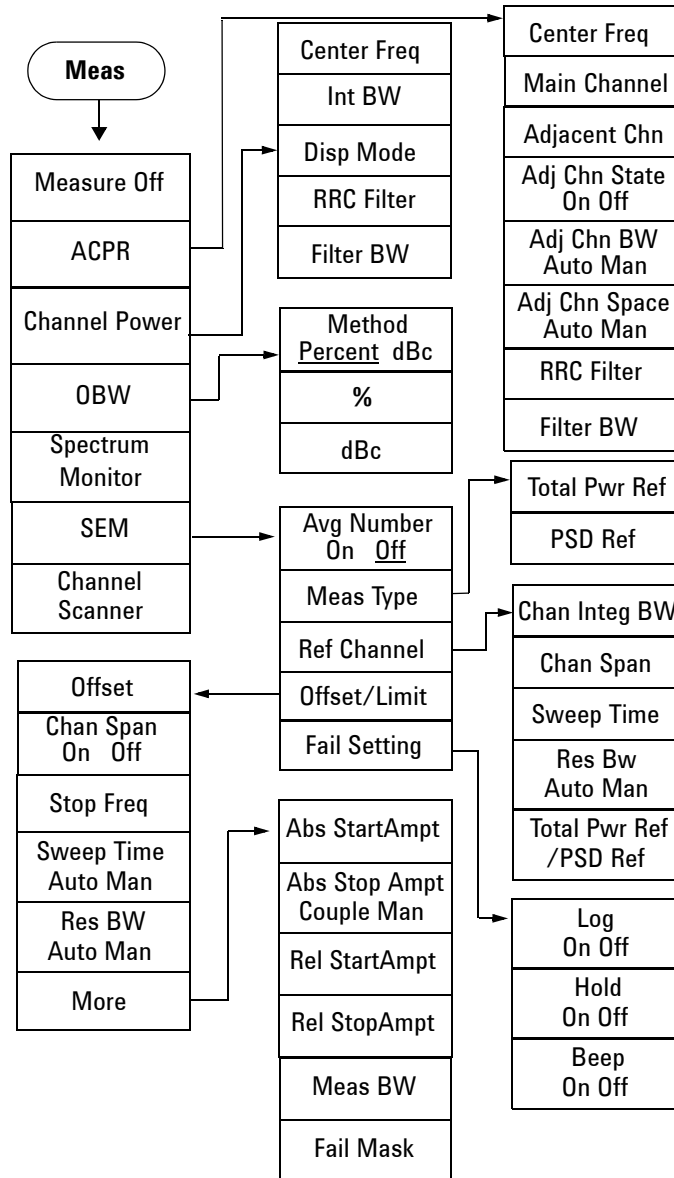 Meas
Measure Off
ACPR
Channel Power
OBW
Spectrum
Monitor
SEM
Channel
Scanner
Center Freq
Int BW
Disp Mode
RRC Filter
Filter BW
Center Freq
Main Channel
Adjacent Chn
Adj Chn State
On Off
Adj Chn BW
Auto Man
Adj Chn Space
Auto Man
RRC Filter
Filter BW
Method
Percent dBc
%
dBc
Avg Number
On Off
Meas Type
Ref Channel
Offset/Limit
Fail Setting
Total Pwr Ref
PSD Ref
Chan Integ BW
Chan Span
Sweep Time
Res Bw
Auto Man
Total Pwr Ref
/PSD Ref
Offset
Chan Span
On Off
Stop Freq
Sweep Time
Auto Man
Res BW
Auto Man
More
Abs StartAmpt
Abs Stop Ampt
Couple Man
Rel StartAmpt
Rel StopAmpt
Meas BW
Fail Mask
Log
On Off
Hold
On Off
Beep
On Off